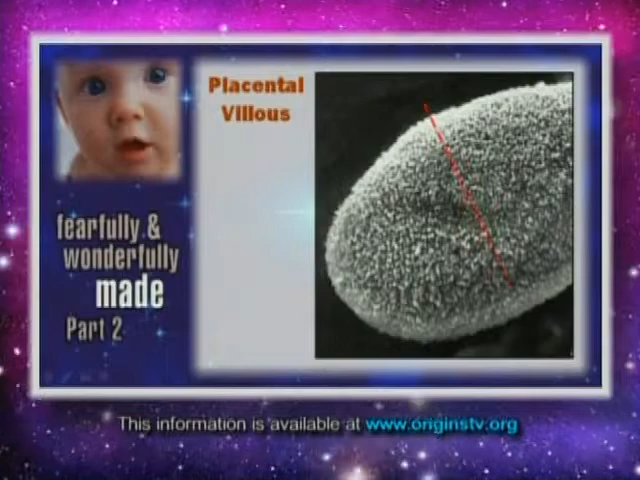 Placental
Villous
fearfully &
wonderfully
made
Part 2
This information is available at www.originstv.org